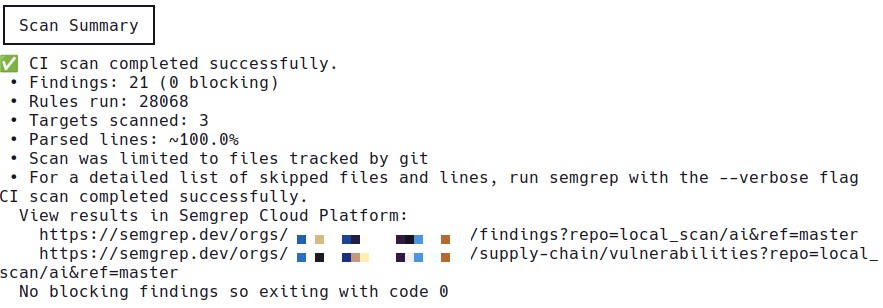 Scan Summary
✅ CI scan completed successfully.
• Findings: 21 (0 blocking)
• Rules run: 28068
• Targets scanned: 3
• Parsed lines: ~100.0%
• Scan was limited to files tracked by git
• For a detailed list of skipped files and lines, run semgrep with the --verbose flag
CI scan completed successfully.
View results in Semgrep Cloud Platform:
https://semgrep.dev/orgs/ /findings?repo=local_scan/ai&ref=master
https://semgrep.dev/orgs/ /supply-chain/vulnerabilities?repo=local_
scan/ai&ref=master
No blocking findings so exiting with code 0